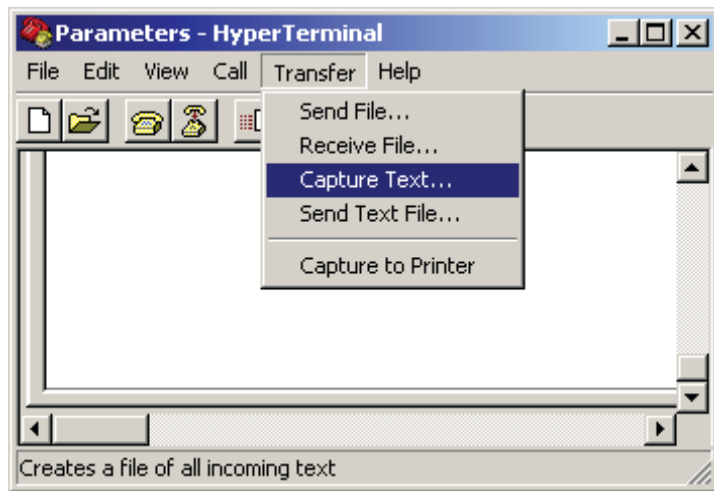 Parameters - HyperTerminal
File Edit View Call Transfer Help
Send File...
Receive File...
Capture Text...
Send Text File...
Capture to Printer
Creates a file of all incoming text